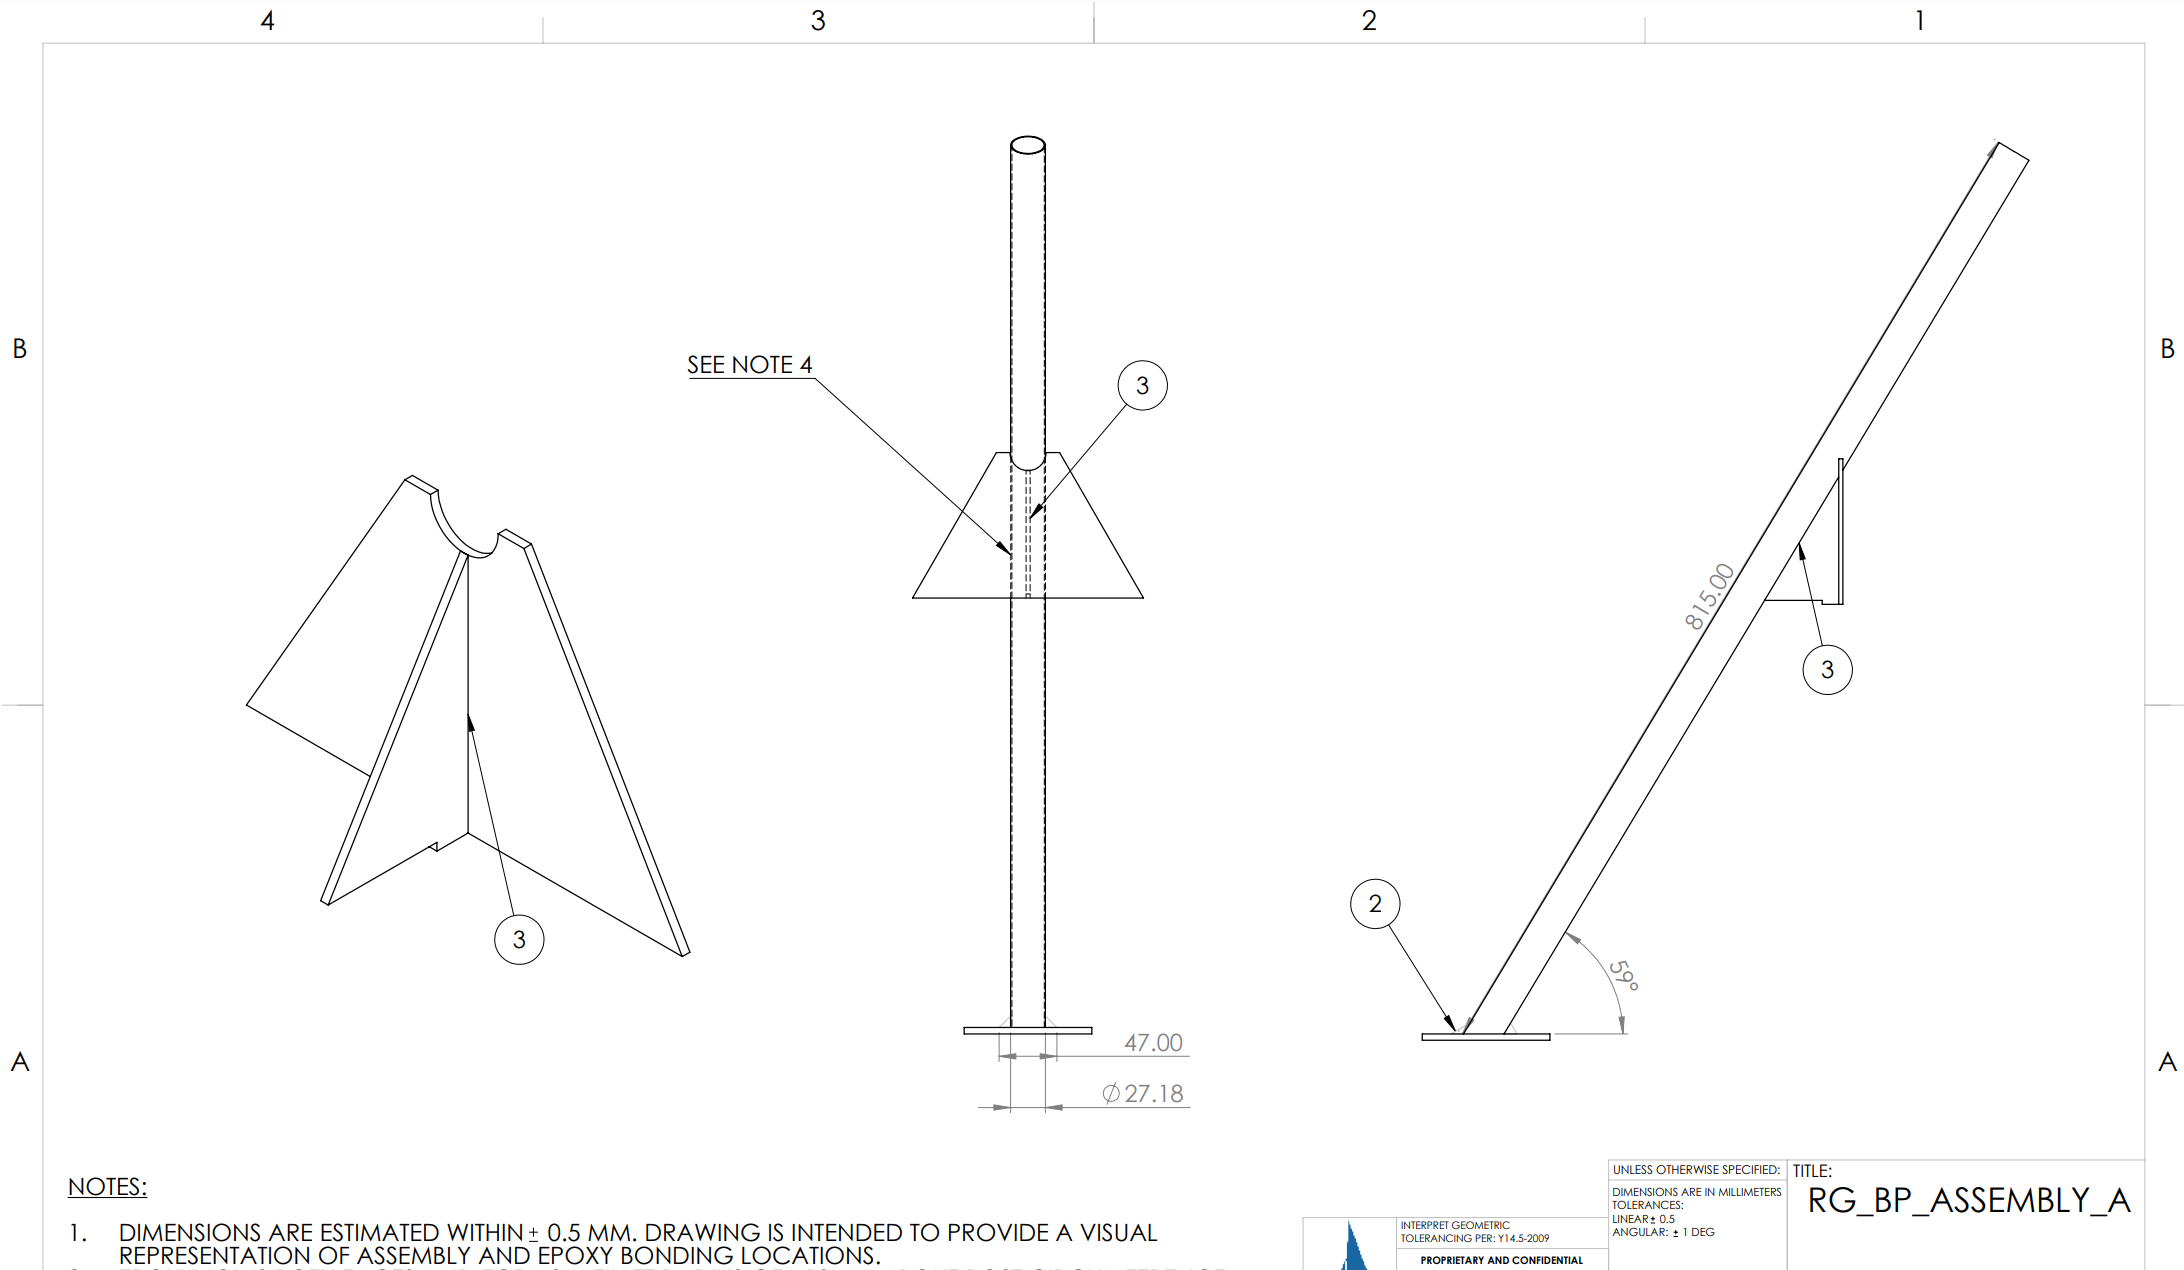 4 3 2 1
B B
SEE NOTE 4
3
815.00
3
2
59°
3
47.00
A A
⌀27.18
NOTES:
1. DIMENSIONS ARE ESTIMATED WITHIN ± 0.5 MM. DRAWING IS INTENDED TO PROVIDE A VISUAL
REPRESENTATION OF ASSEMBLY AND EPOXY BONDING LOCATIONS.
INTERPRET GEOMETRIC
TOLERANCING PER: Y14.5-2009
PROPRIETARY AND CONFIDENTIAL
UNLESS OTHERWISE SPECIFIED:
DIMENSIONS ARE IN MILLIMETERS
TOLERANCES:
LINEAR± 0.5
ANGULAR: ± 1 DEG
TITLE:
RG_BP_ASSEMBLY_A